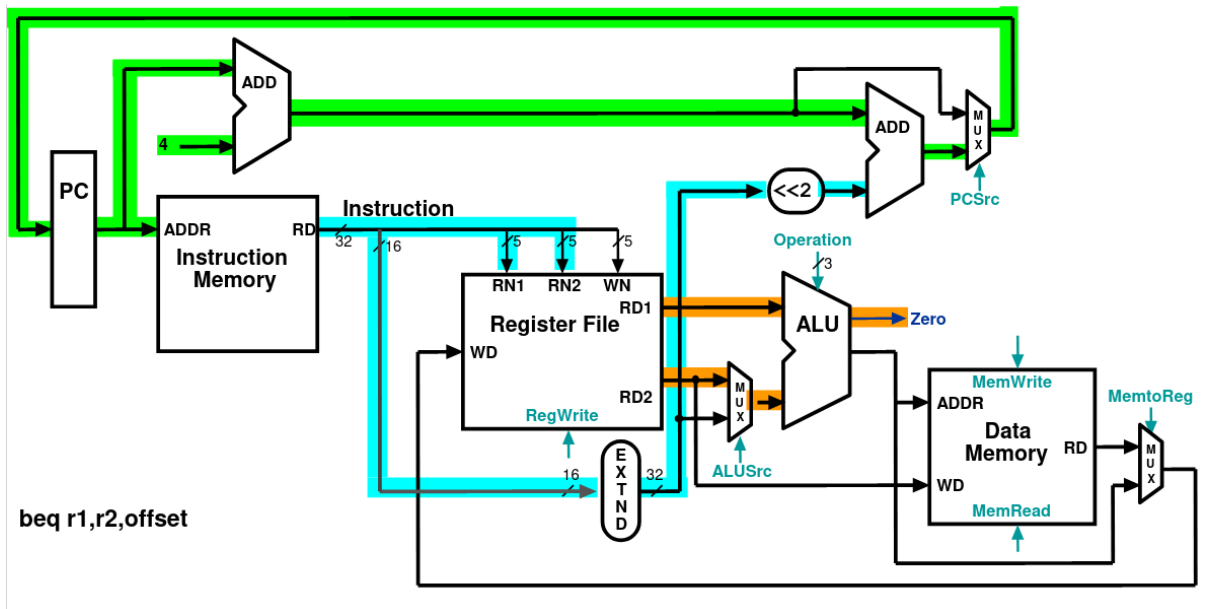 ADD
4
ADD
M
U
X
PCSrc
PC
<<2
Instruction
ADDR
RD
32
16
5
5
5
Instruction
Memory
Operation
3
RN1
RN2
WN
RD1
Register File
ALU
Zero
WD
RD2
M
U
X
RegWrite
ALUSrc
MemWrite
MemtoReg
ADDR
Data
Memory
RD
M
U
X
WD
MemRead
16
E
X
T
N
D
32
beq r1,r2,offset